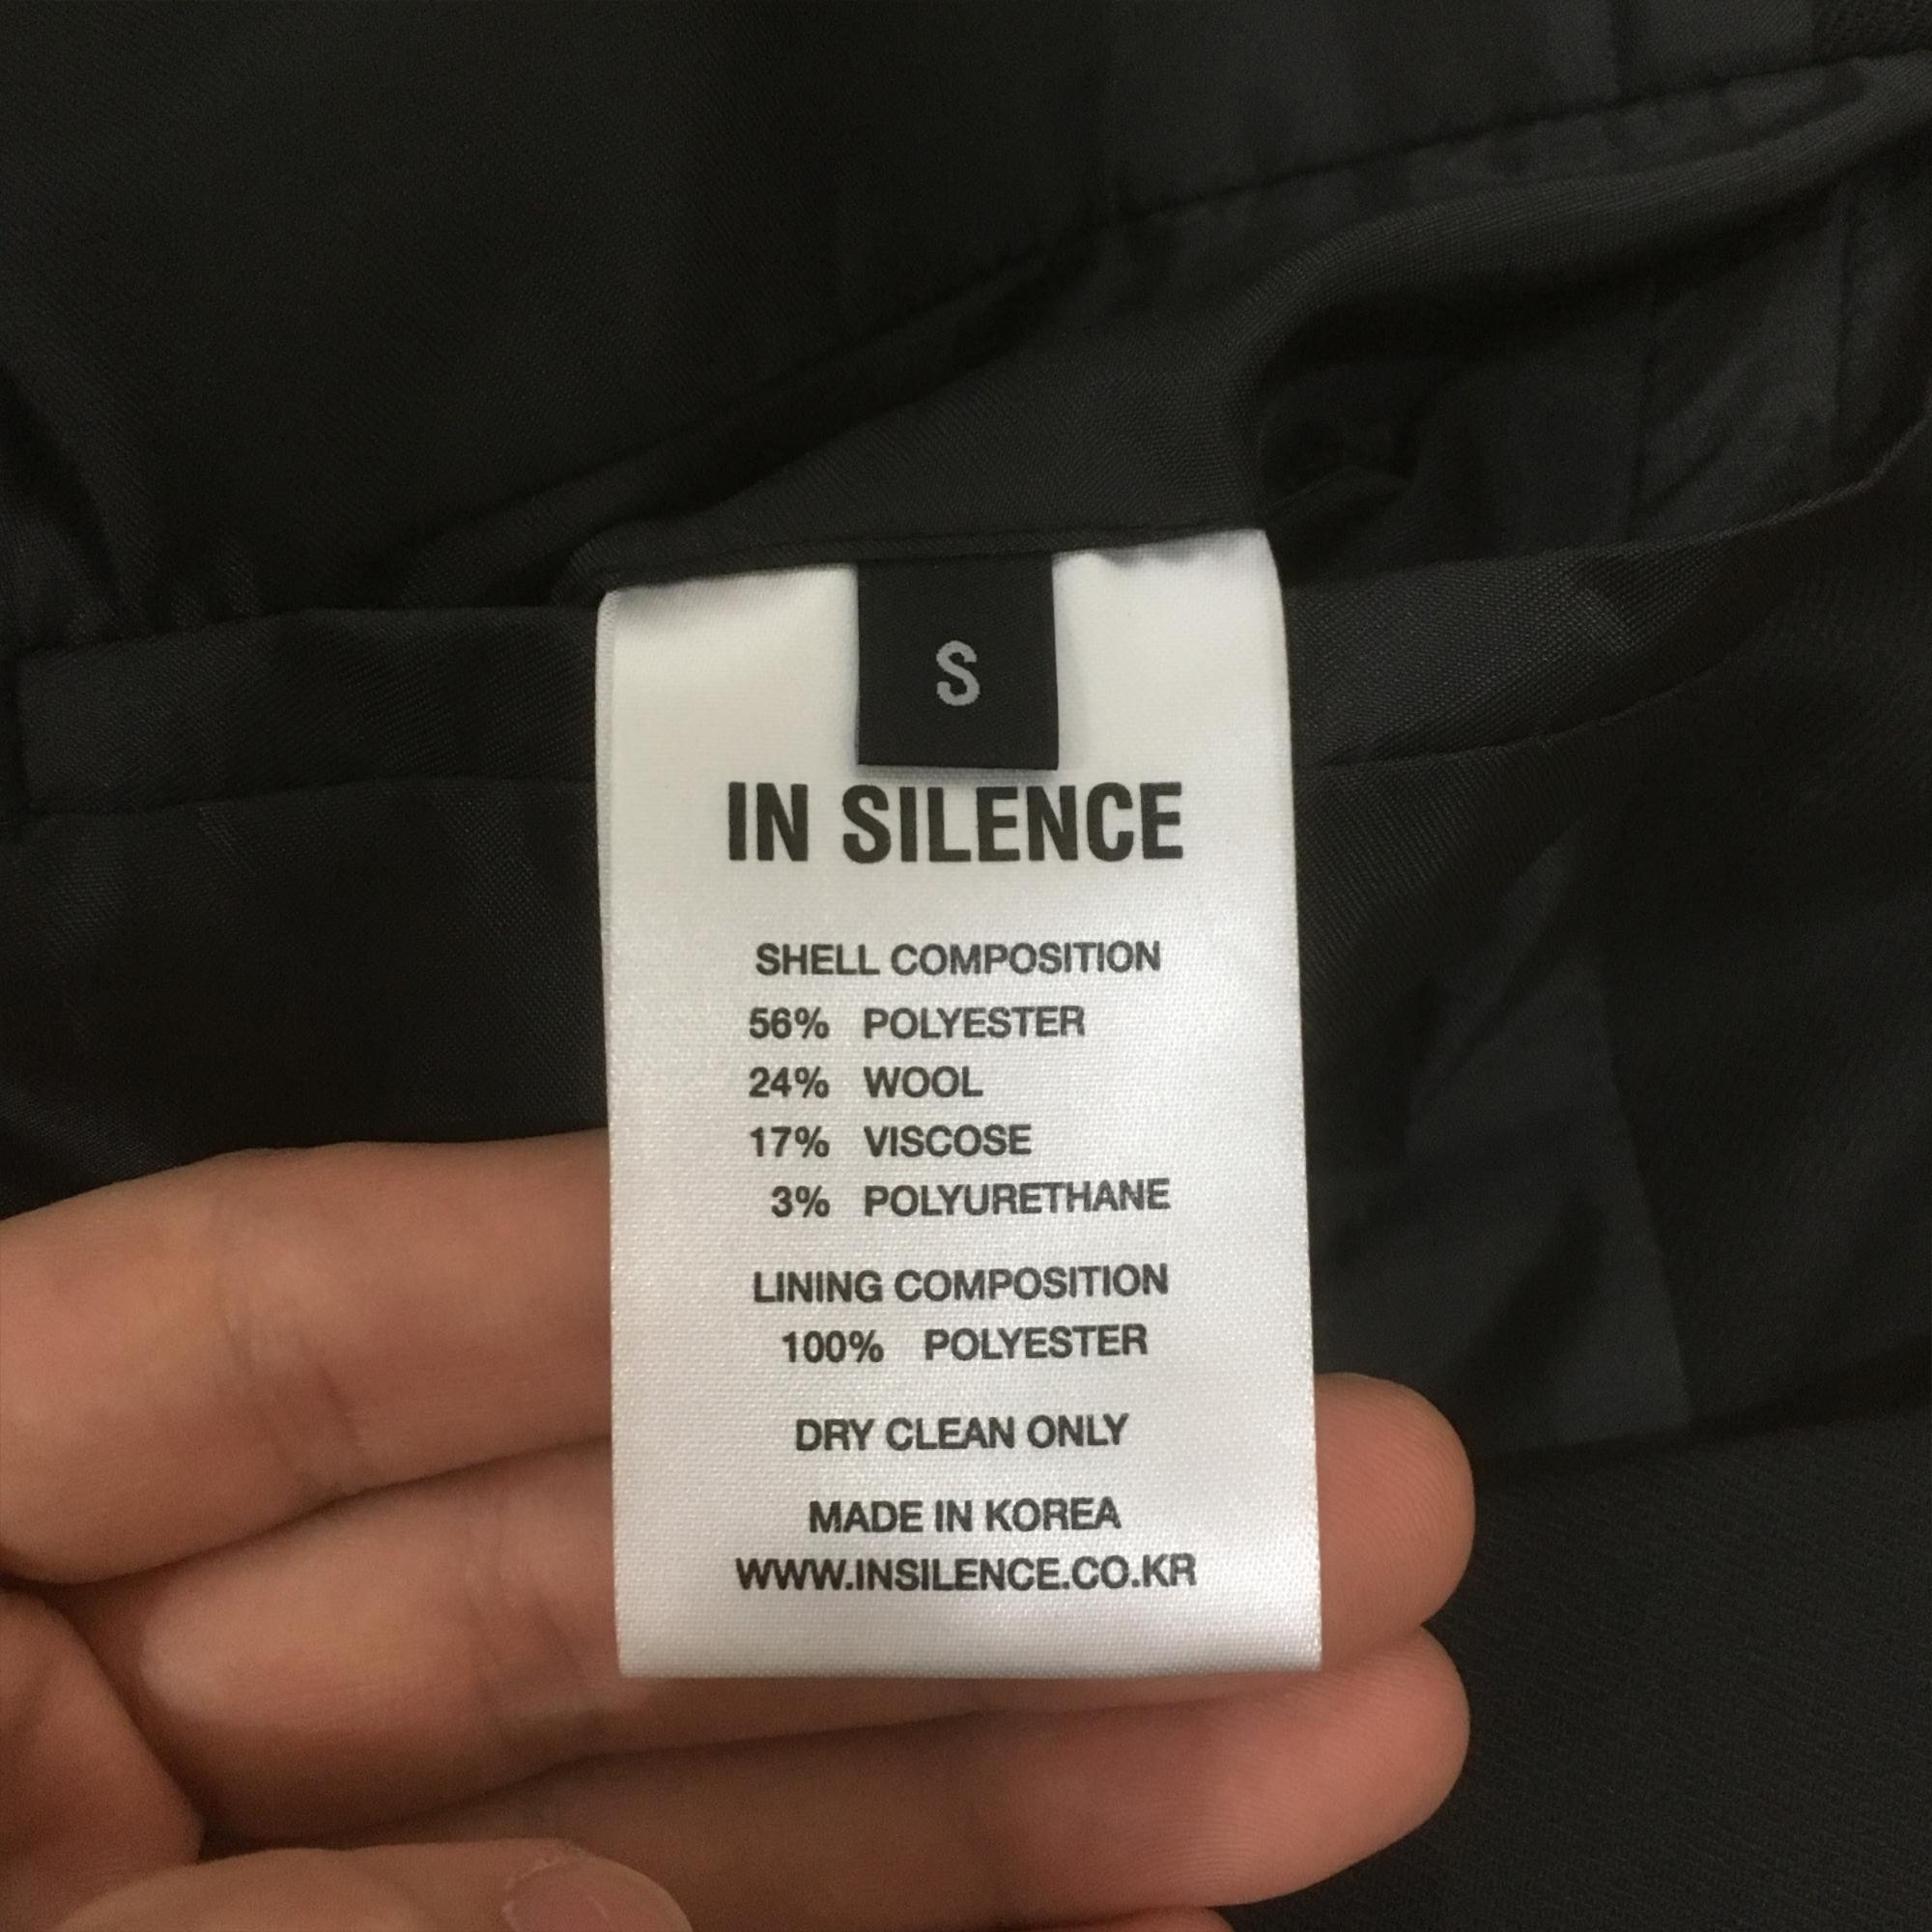 S
IN SILENCE
SHELL COMPOSITION
56% POLYESTER
24% WOOL
17% VISCOSE
3% POLYURETHANE
LINING COMPOSITION
100% POLYESTER
DRY CLEAN ONLY
MADE IN KOREA
WWW.INSILENCE.CO.KR